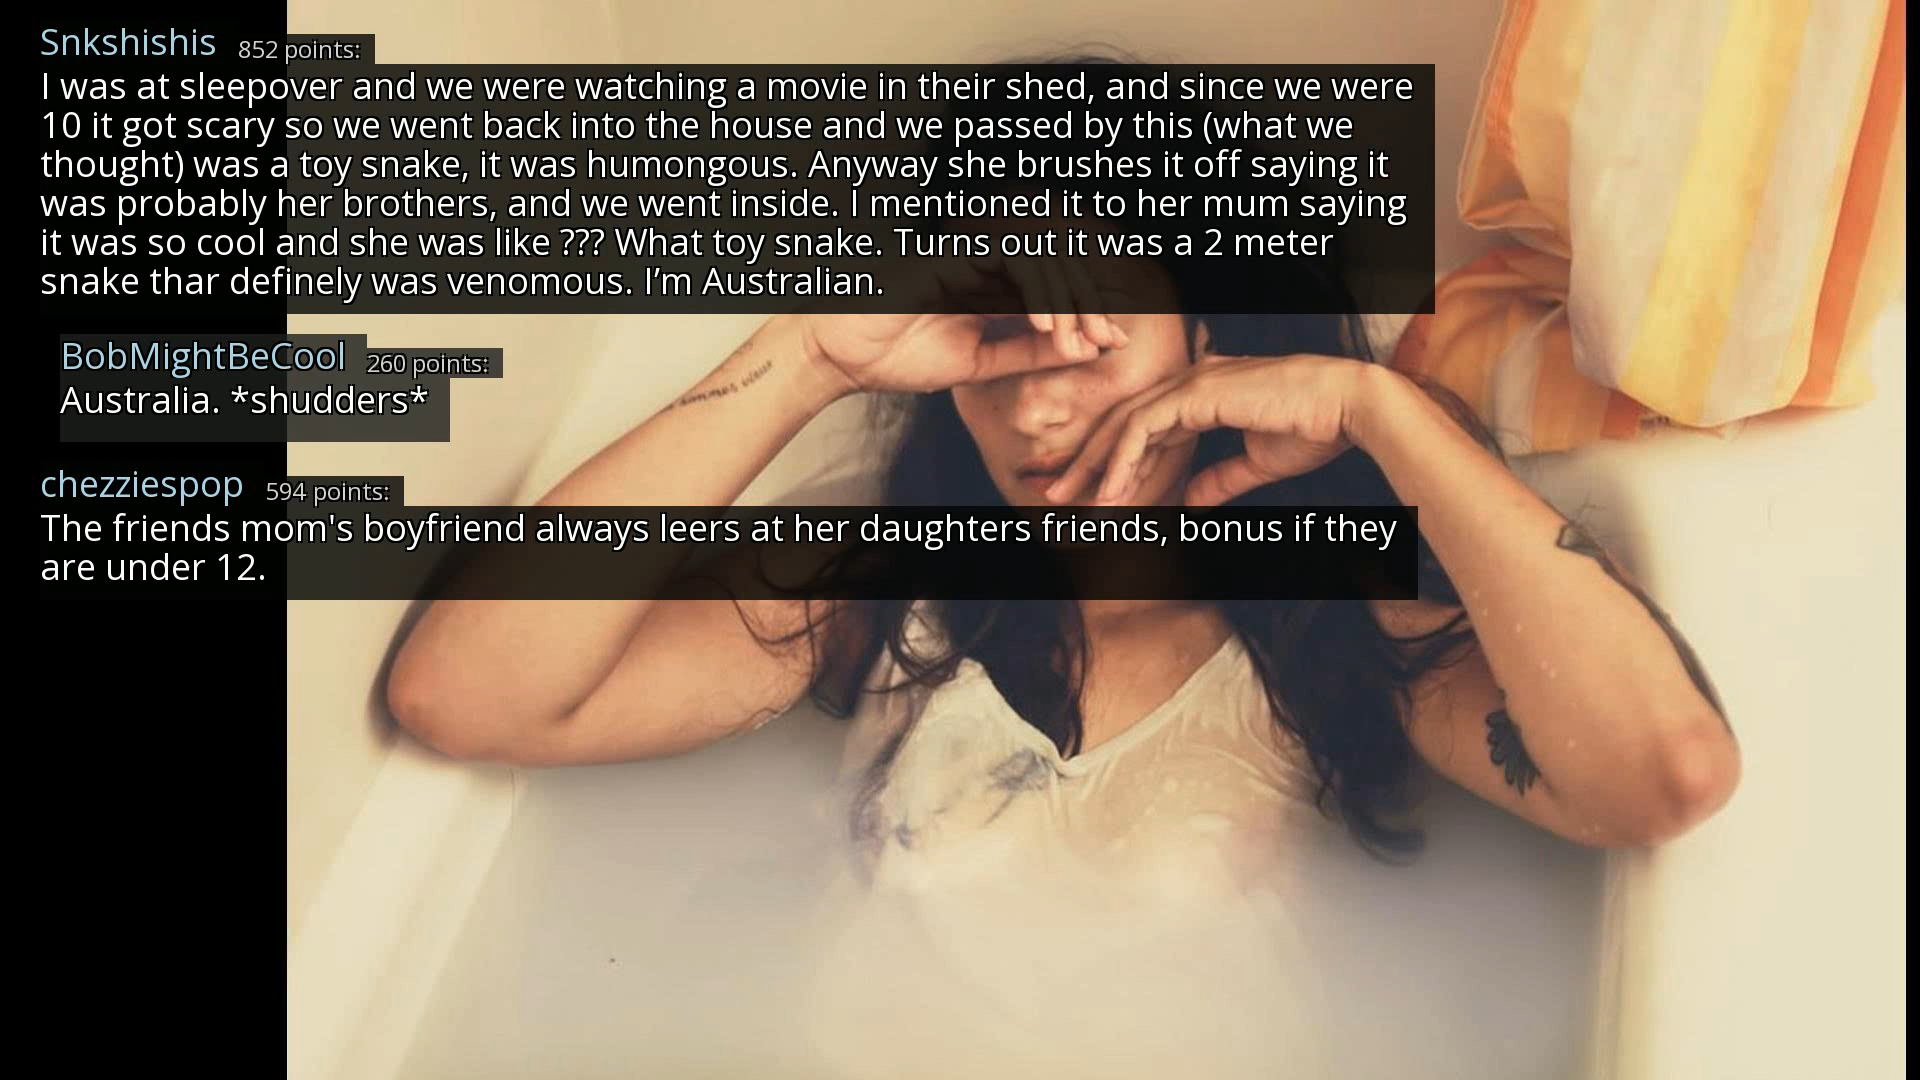 Snkshishis 852 points:
I was at sleepover and we were watching a movie in their shed, and since we were
10 it got scary so we went back into the house and we passed by this (what we
thought) was a toy snake, it was humongous. Anyway she brushes it off saying it
was probably her brothers, and we went inside. I mentioned it to her mum saying
it was so cool and she was like ??? What toy snake. Turns out it was a 2 meter
snake thar definely was venomous. I’m Australian.
BobMightBeCool 260 points:
Australia. *shudders*
chezziespop 594 points:
The friends mom's boyfriend always leers at her daughters friends, bonus if they
are under 12.